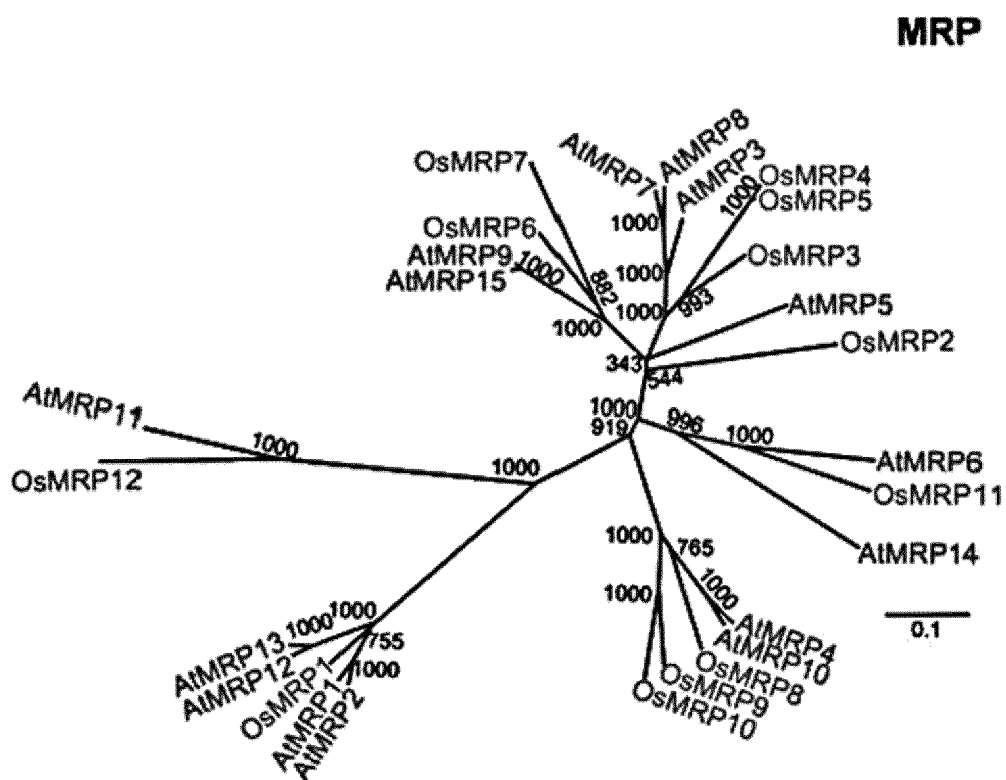 MRP
AtMRP8
AtMRP7
AtMRP3
OsMRP7
OsMRP4
OsMRP5
1000
1000
OsMRP6
AtMRP9
AtMRP15
1000
OsMRP3
882
1000
993
1000
1000
AtMRP5
OsMRP2
343
544
AtMRP11
1000
919
996
1000
1000
1000
AtMRP6
OsMRP12
OsMRP11
1000
765
AtMRP14
1000
1000
1000
1000
0.1
755
1000
AtMRP13
AtMRP12
OsMRP1
AtMRP1
AtMRP2
AtMRP4
AtMRP10
OsMRP8
OsMRP9
OsMRP10